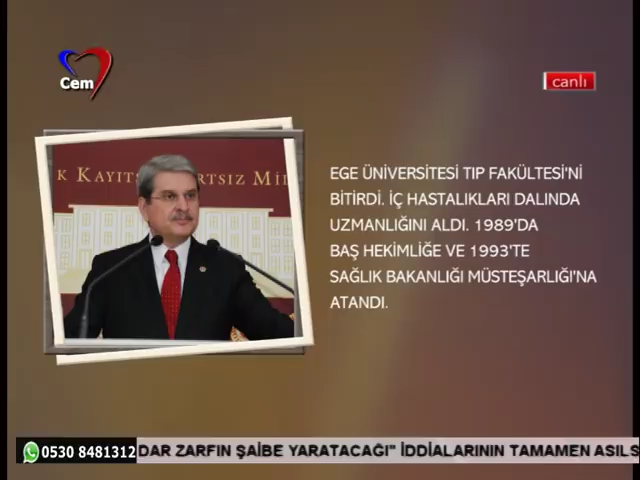 Cem
canlı
K KAYITS RTSIZ MİL
EGE ÜNİVERSİTESİ TIP FAKÜLTESİ'Nİ
BİTİRDİ. İÇ HASTALIKLARI DALINDA
UZMANLIĞINI ALDI. 1989'DA
BAŞ HEKİMLİĞE VE 1993'TE
SAĞLIK BAKANLIĞI MÜSTEŞARLIĞI'NA
ATANDI.
0530 8481312 DAR ZARFIN ŞAİBE YARATACAĞI" İDDİALARININ TAMAMEN ASILS